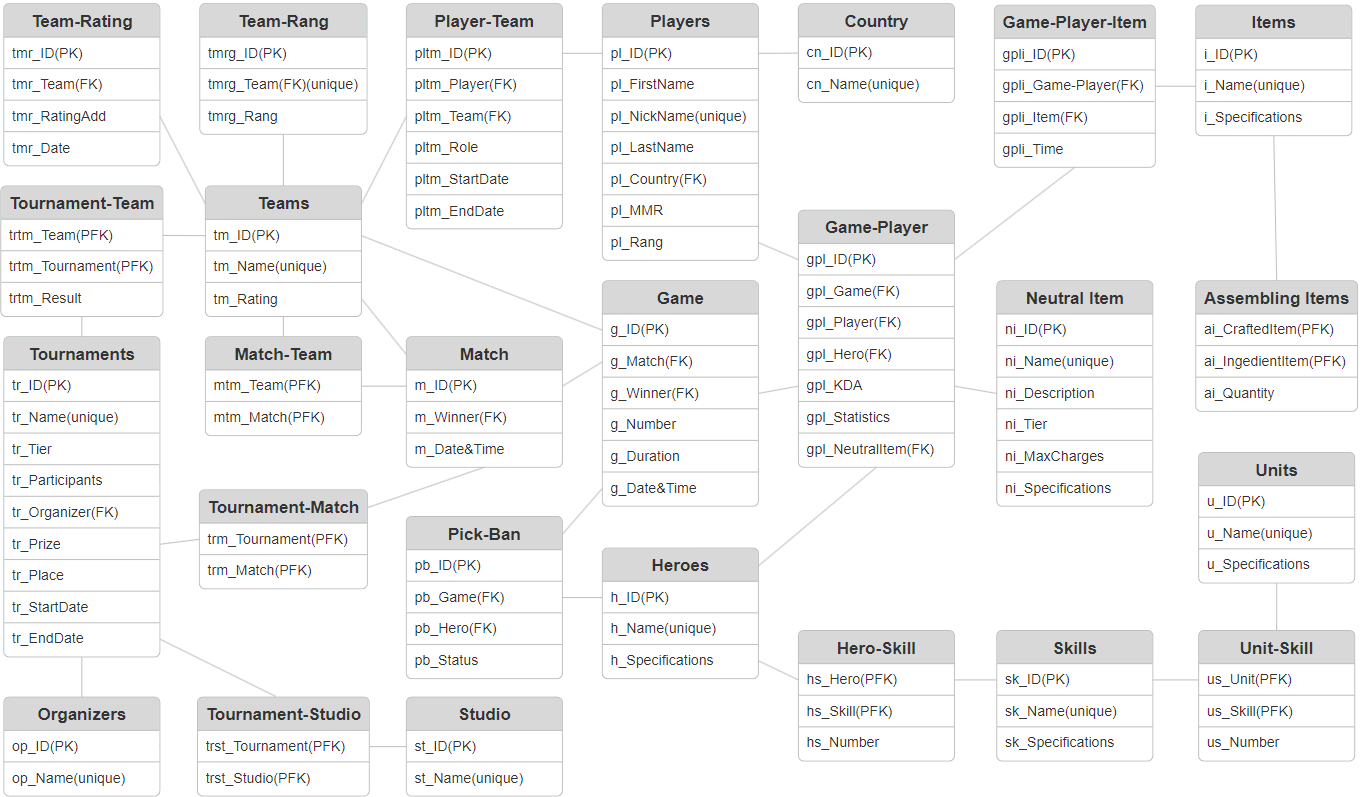 Team-Rating
tmr_ID(PK)
tmr_Team(FK)
tmr_RatingAdd
tmr_Date
Team-Rang
tmrg_ID(PK)
tmrg_Team(FK)(unique)
tmrg_Rang
Player-Team
pltm_ID(PK)
pltm_Player(FK)
pltm_Team(FK)
pltm_Role
pltm_StartDate
pltm_EndDate
Players
pl_ID(PK)
pl_FirstName
pl_NickName(unique)
pl_LastName
pl_Country(FK)
pl_MMR
pl_Rang
Country
cn_ID(PK)
cn_Name(unique)
Game-Player-Item
gpli_ID(PK)
gpli_Game-Player(FK)
gpli_Item(FK)
gpli_Time
Items
i_ID(PK)
i_Name(unique)
i_Specifications
Tournament-Team
trtm_Team(PFK)
trtm_Tournament(PFK)
trtm_Result
Teams
tm_ID(PK)
tm_Name(unique)
tm_Rating
Game-Player
gpl_ID(PK)
gpl_Game(FK)
gpl_Player(FK)
gpl_Hero(FK)
gpl_KDA
gpl_Statistics
gpl_NeutralItem(FK)
Game
g_ID(PK)
g_Match(FK)
g_Winner(FK)
g_Number
g_Duration
g_Date&Time
Neutral Item
ni_ID(PK)
ni_Name(unique)
ni_Description
ni_Tier
ni_MaxCharges
ni_Specifications
Assembling Items
ai_CraftedItem(PFK)
ai_IngedientItem(PFK)
ai_Quantity
Tournaments
tr_ID(PK)
tr_Name(unique)
tr_Tier
tr_Participants
tr_Organizer(FK)
tr_Prize
tr_Place
tr_StartDate
tr_EndDate
Match-Team
mtm_Team(PFK)
mtm_Match(PFK)
Match
m_ID(PK)
m_Winner(FK)
m_Date&Time
Tournament-Match
trm_Tournament(PFK)
trm_Match(PFK)
Pick-Ban
pb_ID(PK)
pb_Game(FK)
pb_Hero(FK)
pb_Status
Heroes
h_ID(PK)
h_Name(unique)
h_Specifications
Units
u_ID(PK)
u_Name(unique)
u_Specifications
Hero-Skill
hs_Hero(PFK)
hs_Skill(PFK)
hs_Number
Skills
sk_ID(PK)
sk_Name(unique)
sk_Specifications
Unit-Skill
us_Unit(PFK)
us_Skill(PFK)
us_Number
Organizers
op_ID(PK)
op_Name(unique)
Tournament-Studio
trst_Tournament(PFK)
trst_Studio(PFK)
Studio
st_ID(PK)
st_Name(unique)